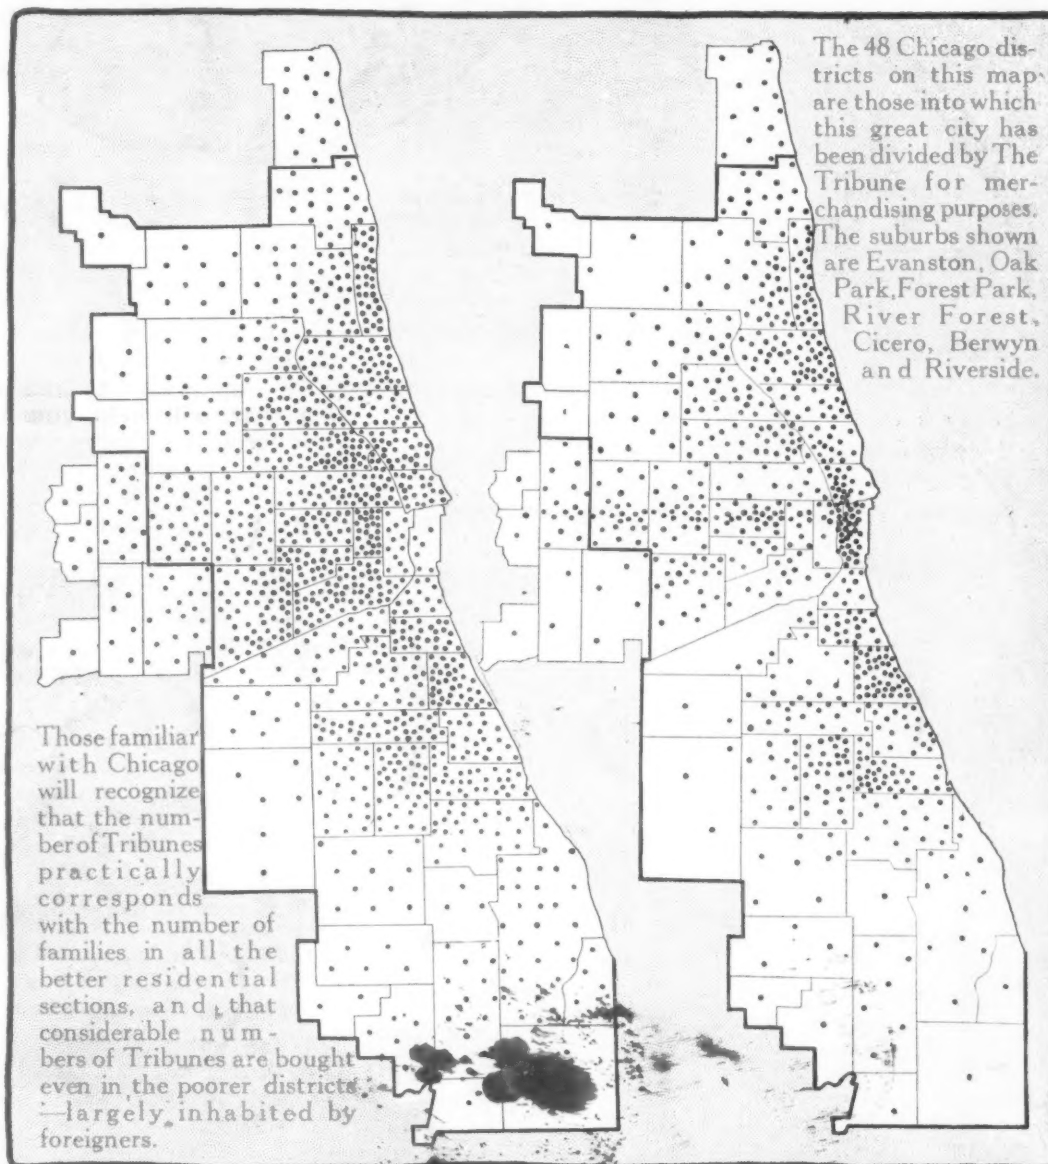 The 48 Chicago dis-
tricts on this map
are those into which
this great city has
been divided by The
Tribune for mer-
chandising purposes.
The suburbs shown
are Evanston, Oak
Park, Forest Park,
River Forest,
Cicero, Berwyn
and Riverside.
Those familiar
with Chicago
will recognize
that the num-
ber of Tribunes
practically
corresponds
with the number of
families in all the
better residential
sections, and that
considerable num-
bers of Tribunes are bought
even in the poorer districts
—largely inhabited by
foreigners.